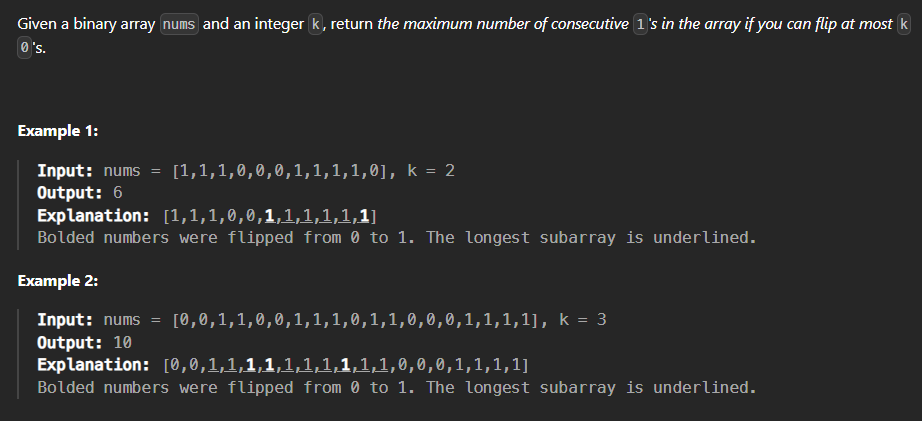 Given a binary array nums and an integer k, return the maximum number of consecutive 1's in the array if you can flip at most k
0's.
Example 1:
Input: nums = [1,1,1,0,0,0,1,1,1,1,0], k = 2
Output: 6
Explanation: [1,1,1,0,0,1,1,1,1,1,1]
Bolded numbers were flipped from 0 to 1. The longest subarray is underlined.
Example 2:
Input: nums = [0,0,1,1,0,0,1,1,1,0,1,1,0,0,0,1,1,1,1], k = 3
Output: 10
Explanation: [0,0,1,1,1,1,1,1,1,1,1,1,0,0,0,1,1,1,1]
Bolded numbers were flipped from 0 to 1. The longest subarray is underlined.